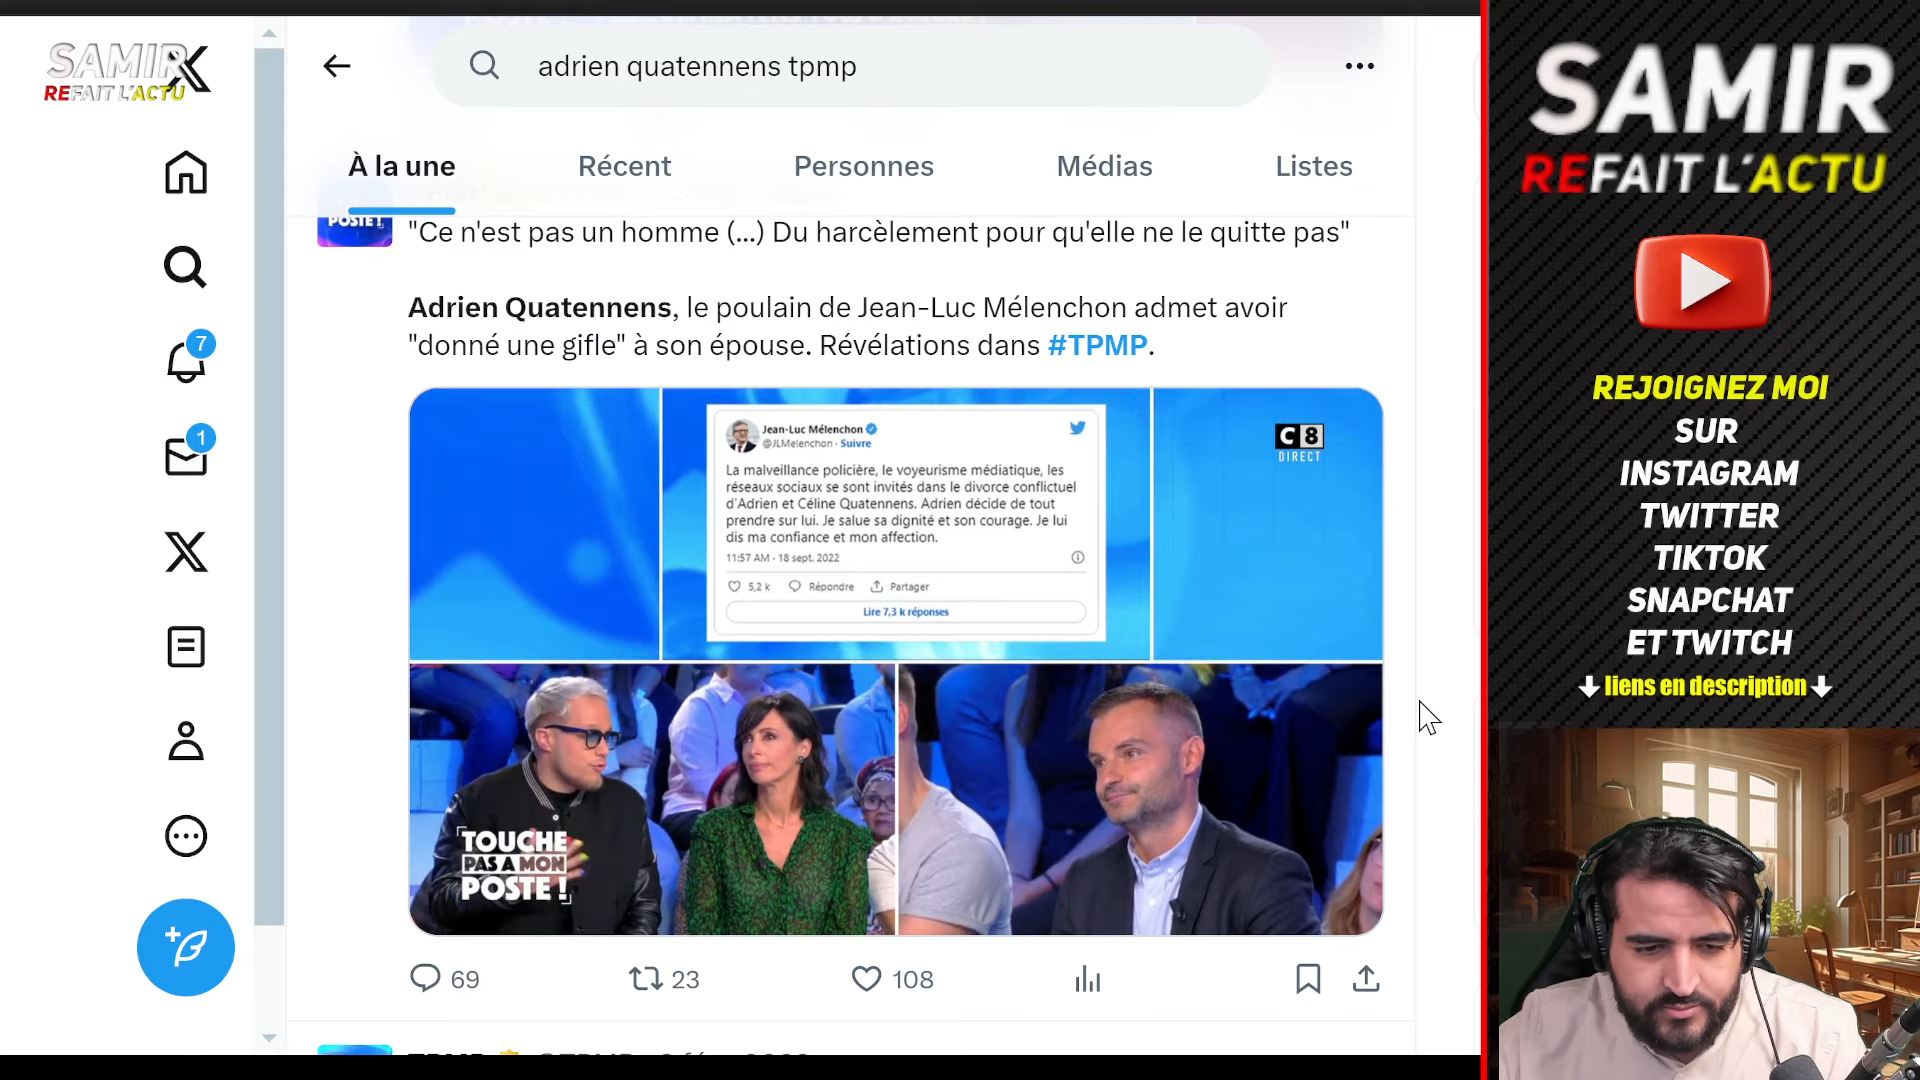 SAMIR
REFAIT L'ACTU
adrien quatennens tpmp
À la une
Récent
Personnes
Médias
Listes
7
1
POSTE !
"Ce n'est pas un homme (...) Du harcèlement pour qu'elle ne le quitte pas"
Adrien Quatennens, le poulain de Jean-Luc Mélenchon admet avoir
"donné une gifle" à son épouse. Révélations dans #TPMP.
Jean-Luc Mélenchon
@JLMelenchon · Suivre
La malveillance policière, le voyeurisme médiatique, les
réseaux sociaux se sont invités dans le divorce conflictuel
d'Adrien et Céline Quatennens. Adrien décide de tout
prendre sur lui. Je salue sa dignité et son courage. Je lui
dis ma confiance et mon affection.
11:57 AM · 18 sept. 2022
5,2 k
Répondre
Partager
Lire 7,3 k réponses
C8
DIRECT
TOUCHE
PAS A MON
POSTE !
69
23
108
SAMIR
REFAIT L'ACTU
REJOIGNEZ MOI
SUR
INSTAGRAM
TWITTER
TIKTOK
SNAPCHAT
ET TWITCH
liens en description